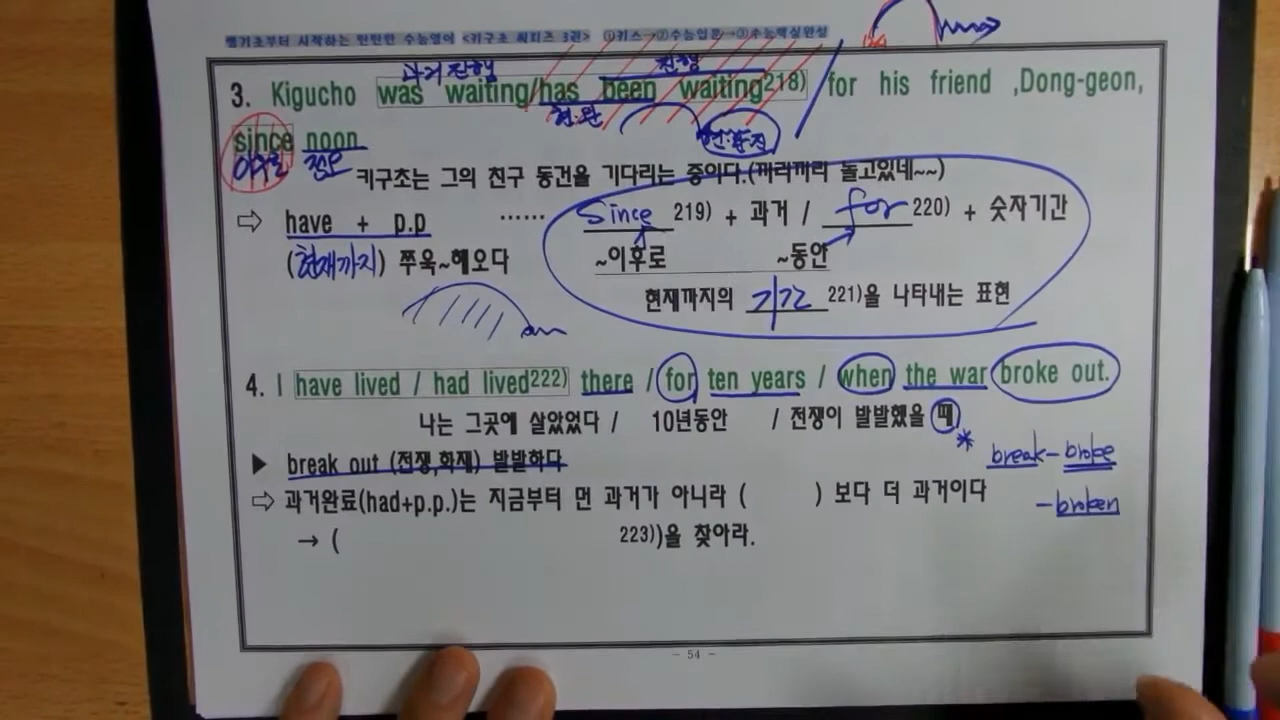 쌩기초부터 시작하는 탄탄한 수능영어 <키구조 씨리즈 3권> ①키스→②수능입문→③수능핵심완성
과거진행 진행
3. Kigucho was waiting/has been waiting218) for his friend ,Dong-geon,
현·완
since noon
이후로 정오
키구조는 그의 친구 동건을 기다리는 중이다.(끼리끼리 놀고있네~~)
⇨ have + p.p ...... Since 219) + 과거 / for 220) + 숫자기간
(현재까지) 쭈욱~해오다 ~이후로 ~동안
현재까지의 기간 221)을 나타내는 표현
4. I have lived / had lived222) there / for ten years / when the war broke out.
나는 그곳에 살았었다 / 10년동안 / 전쟁이 발발했을 때
▶ break out (전쟁,화재) 발발하다 * break-broke
-broken
⇨ 과거완료(had+p.p.)는 지금부터 먼 과거가 아니라 ( ) 보다 더 과거이다
→ ( 223))을 찾아라.
- 54 -